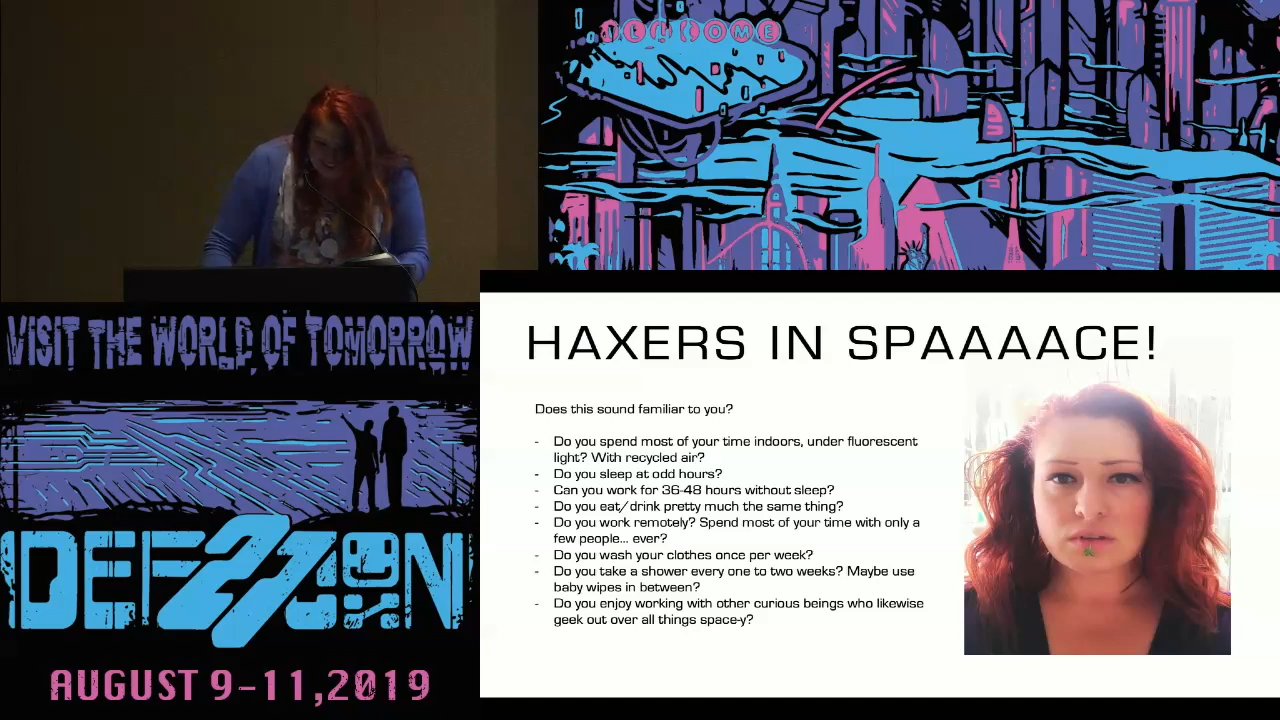 WELCOME
VISIT THE WORLD OF TOMORROW
DEF CON
27
AUGUST 9-11,2019
HAXERS IN SPAAAACE!
Does this sound familiar to you?
- Do you spend most of your time indoors, under fluorescent
light? With recycled air?
- Do you sleep at odd hours?
- Can you work for 36-48 hours without sleep?
- Do you eat/drink pretty much the same thing?
- Do you work remotely? Spend most of your time with only a
few people... ever?
- Do you wash your clothes once per week?
- Do you take a shower every one to two weeks? Maybe use
baby wipes in between?
- Do you enjoy working with other curious beings who likewise
geek out over all things space-y?